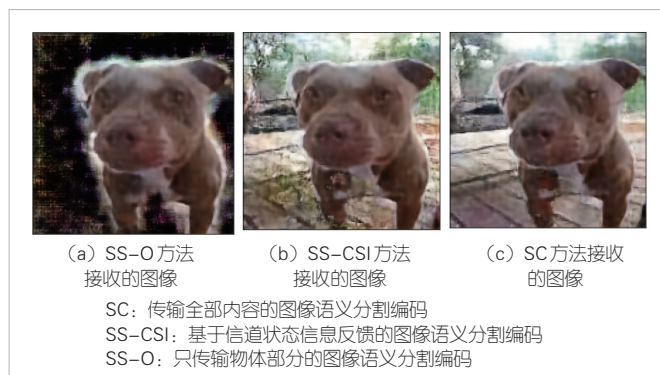 （a）SS-O方法
接收的图像
（b）SS-CSI方法
接收的图像
（c）SC方法接收
的图像
SC：传输全部内容的图像语义分割编码
SS-CSI：基于信道状态信息反馈的图像语义分割编码
SS-O：只传输物体部分的图像语义分割编码